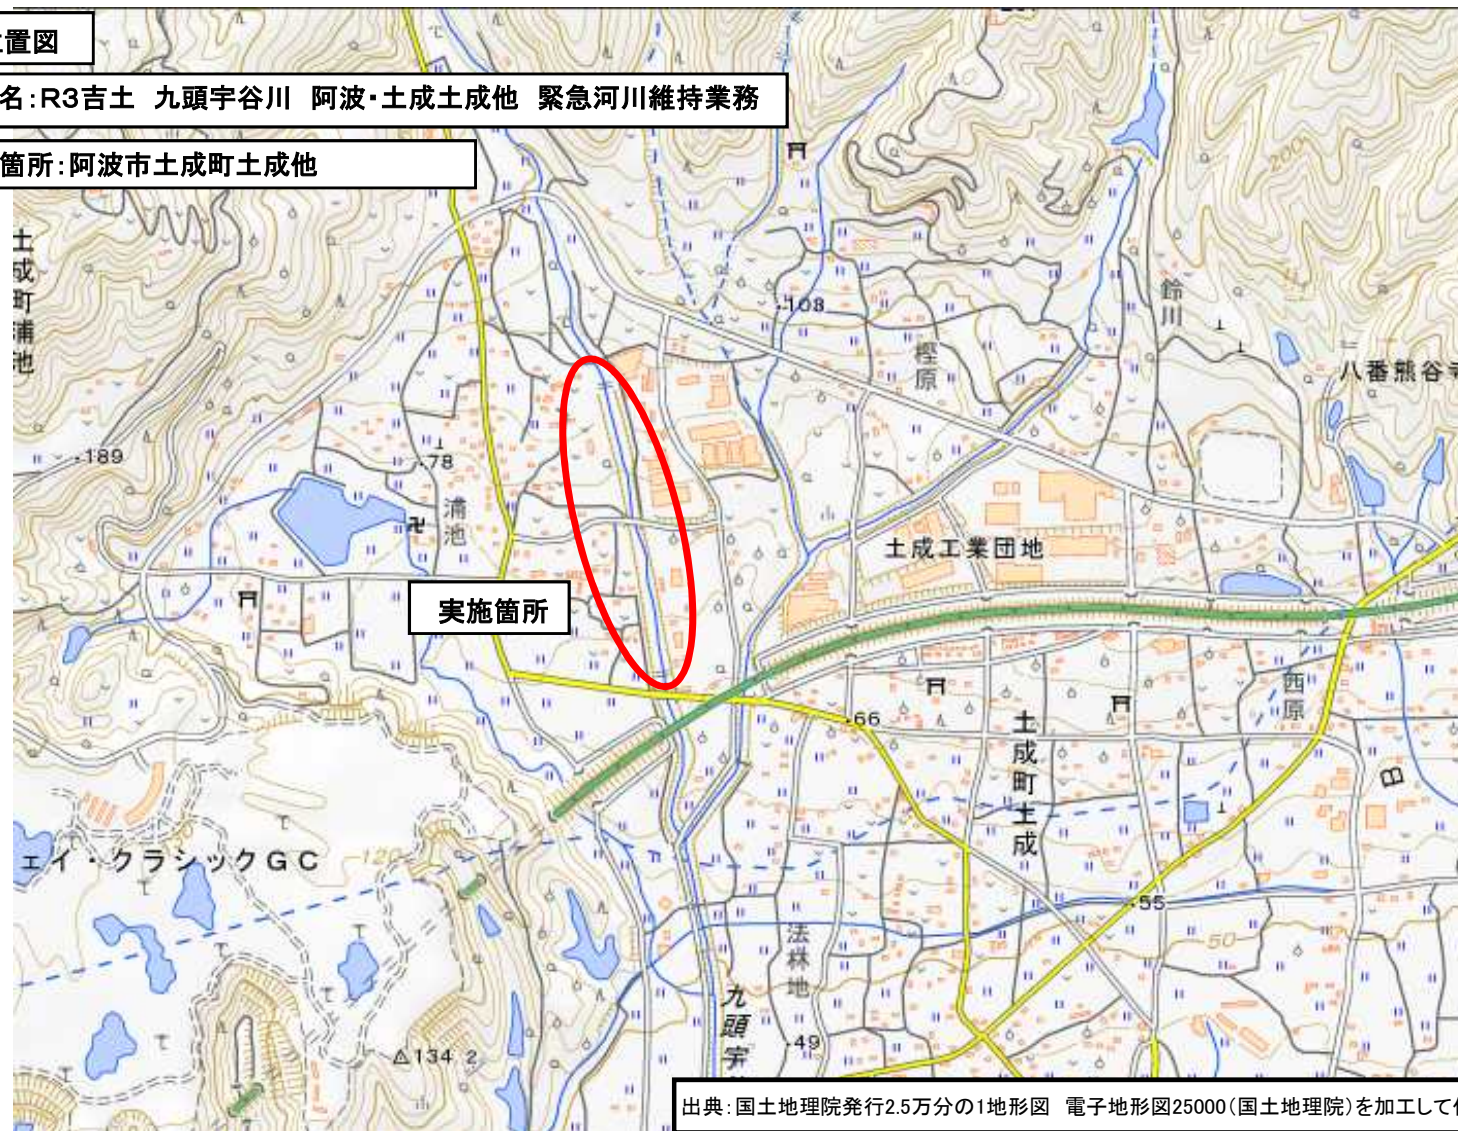 置図
名：R3吉土　九頭宇谷川　阿波・土成土成他　緊急河川維持業務
箇所：阿波市土成町土成他
土成町浦池
103
200
鈴川
樫原
八番熊谷寺
189
78
浦池
土成工業団地
実施箇所
西原
66
土成町土成
ェイ・クラシックGC
120
55
50
法林地
九頭宇
49
134.2
出典：国土地理院発行2.5万分の1地形図　電子地形図25000（国土地理院）を加工して